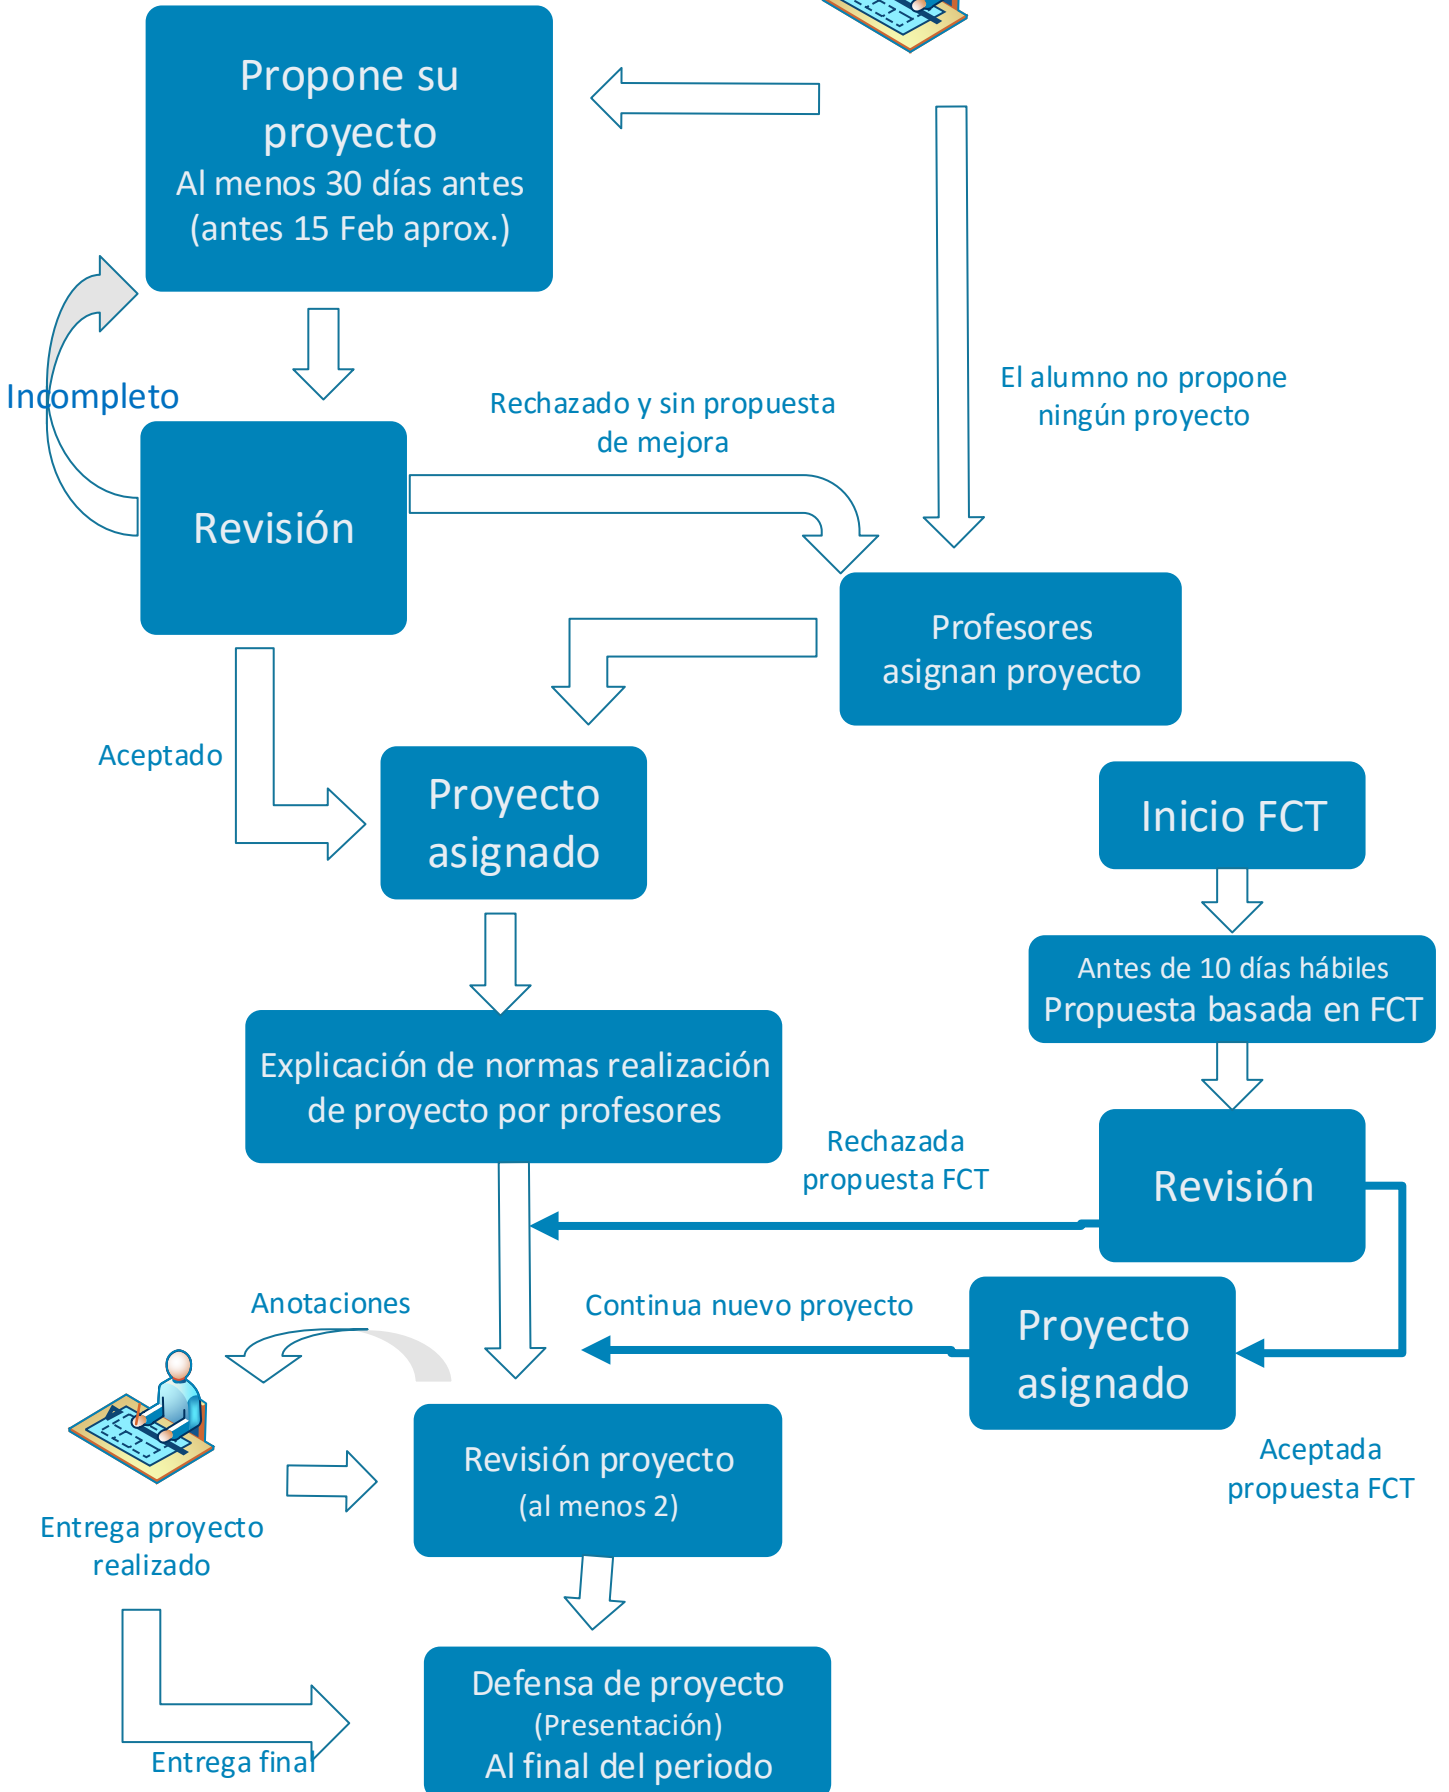 Propone su
proyecto
Al menos 30 días antes
(antes 15 Feb aprox.)
Incompleto
Rechazado y sin propuesta
de mejora
El alumno no propone
ningún proyecto
Revisión
Profesores
asignan proyecto
Aceptado
Proyecto
asignado
Inicio FCT
Antes de 10 días hábiles
Propuesta basada en FCT
Explicación de normas realización
de proyecto por profesores
Rechazada
propuesta FCT
Revisión
Anotaciones
Continua nuevo proyecto
Proyecto
asignado
Aceptada
propuesta FCT
Revisión proyecto
(al menos 2)
Entrega proyecto
realizado
Defensa de proyecto
(Presentación)
Al final del periodo
Entrega final